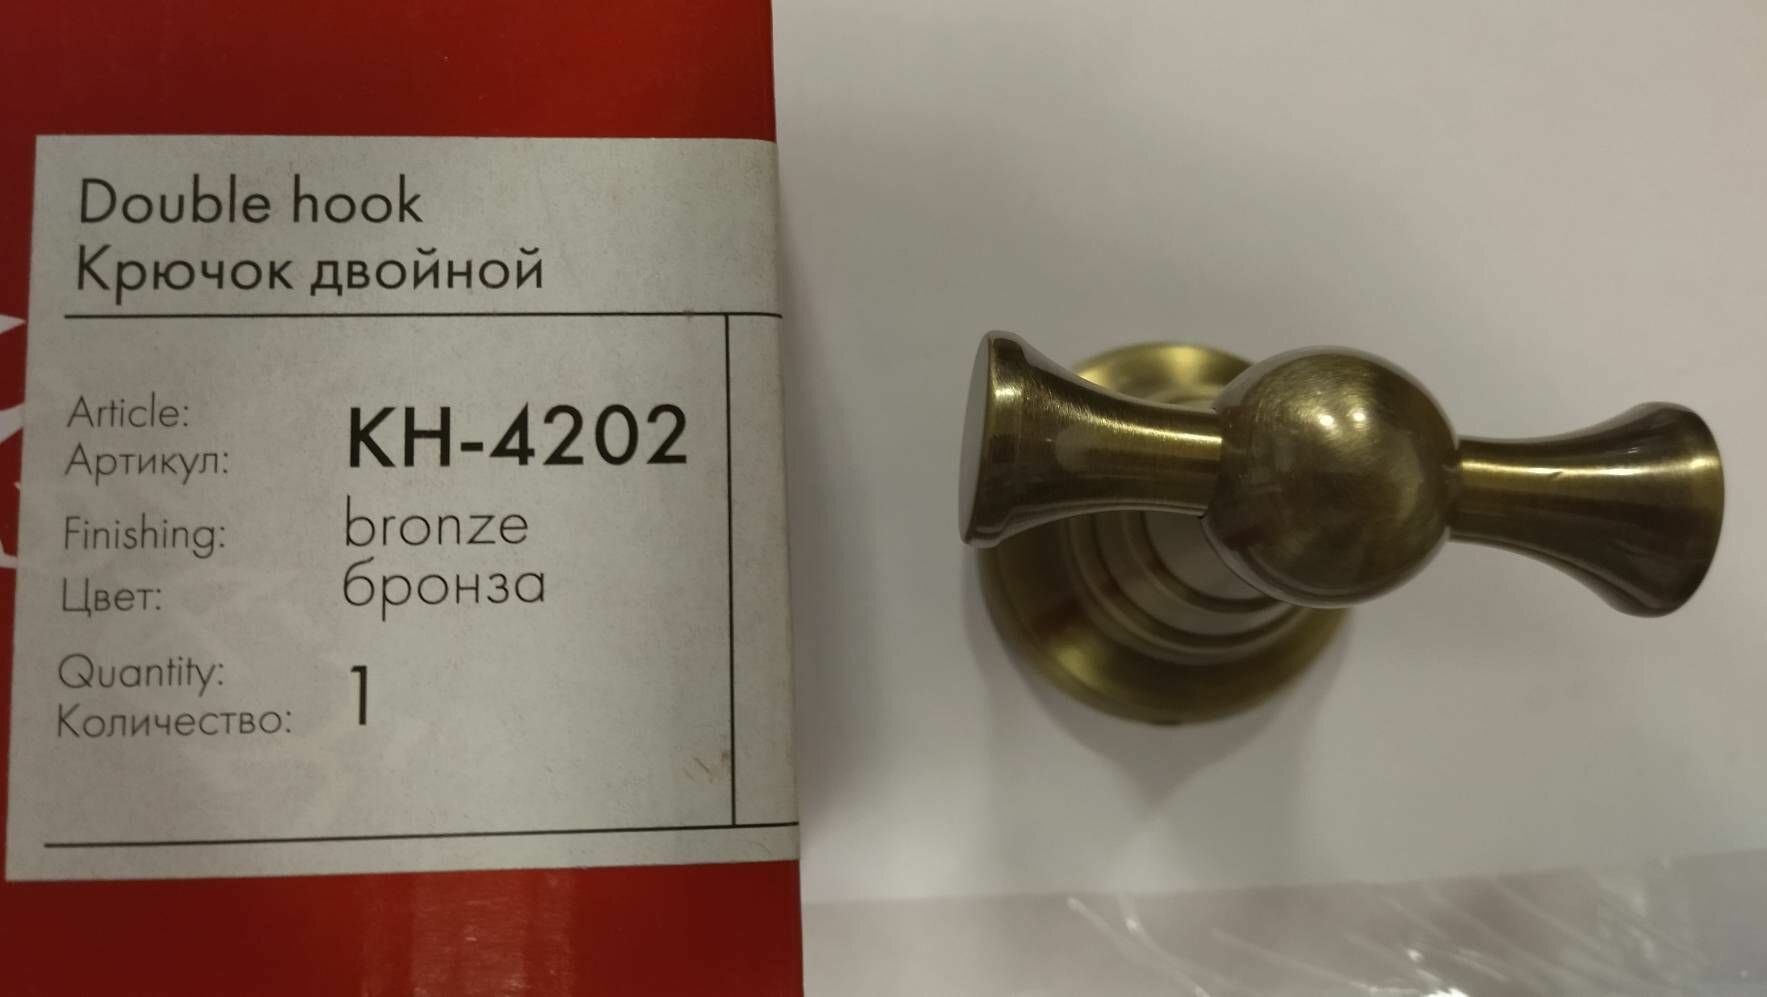 Double hook
Крючок двойной
Article:
Артикул:
KH-4202
Finishing:
Цвет:
bronze
бронза
Quantity:
Количество:
1